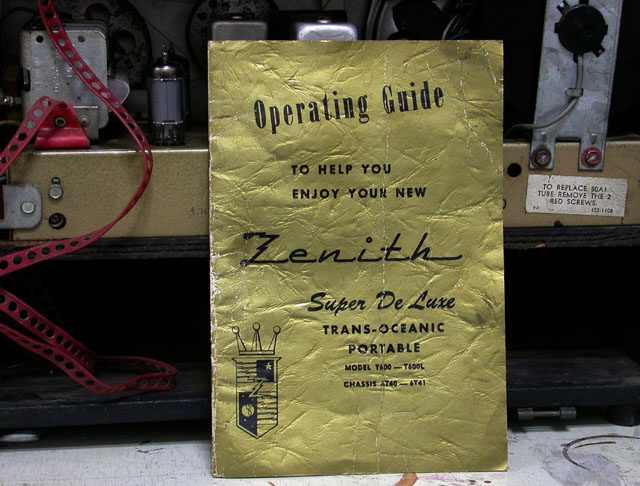 Operating Guide
TO HELP YOU
ENJOY YOUR NEW
Zenith
Super De Luxe
TRANS-OCEANIC
PORTABLE
MODEL Y600 — T600L
CHASSIS 6T40 — 6T41
TO REPLACE 50A1
TUBE, REMOVE THE 2
RED SCREWS.